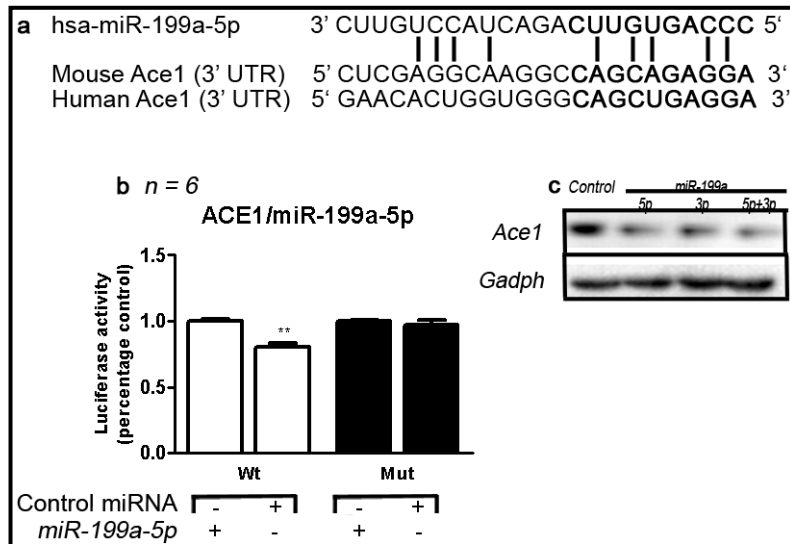 a hsa-miR-199a-5p 3' CUUGUCCAUCAGACUUGUGACCC 5‘
Mouse Ace1 (3' UTR) 5' CUCGAGGCAAGGCCAGCAGAGGA 3‘
Human Ace1 (3' UTR) 5‘ GAACACUGGUGGGCAGCUGAGGA 3'
b n = 6
ACE1/miR-199a-5p
Luciferase activity
(percentage control)
1.5
1.0
0.5
0.0
**
Wt Mut
Control miRNA - + - +
miR-199a-5p + - + -
c Control miR-199a
5p 3p 5p+3p
Ace1
Gadph